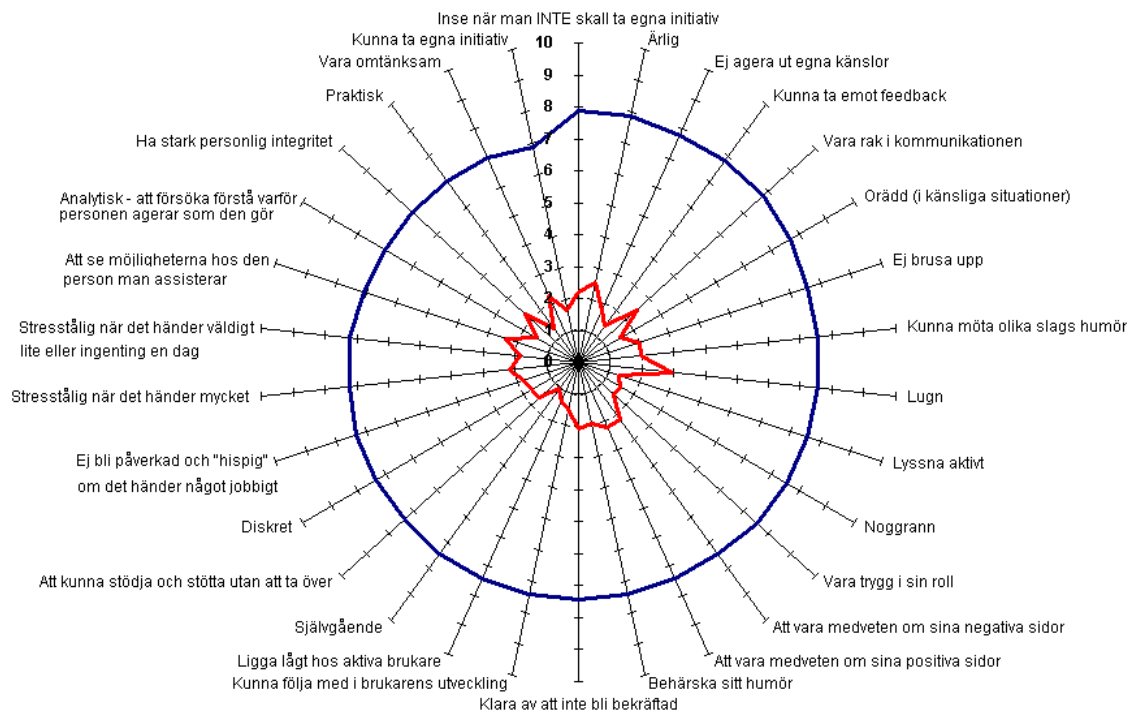 Inse när man INTE skall ta egna initiativ
Ärlig
Ej agera ut egna känslor
Kunna ta emot feedback
Vara rak i kommunikationen
Orädd (i känsliga situationer)
Ej brusa upp
Kunna möta olika slags humör
Lugn
Lyssna aktivt
Noggrann
Vara trygg i sin roll
Att vara medveten om sina negativa sidor
Att vara medveten om sina positiva sidor
Behärska sitt humör
Klara av att inte bli bekräftad
Kunna följa med i brukarens utveckling
Ligga lågt hos aktiva brukare
Självgående
Att kunna stödja och stötta utan att ta över
Diskret
Ej bli påverkad och "hispig"
om det händer något jobbigt
Stresstålig när det händer mycket
Stresstålig när det händer väldigt
lite eller ingenting en dag
Att se möjligheterna hos den
person man assisterar
Analytisk - att försöka förstå varför
personen agerar som den gör
Ha stark personlig integritet
Praktisk
Vara omtänksam
Kunna ta egna initiativ
10
9
8
7
6
5
4
3
2
1
0